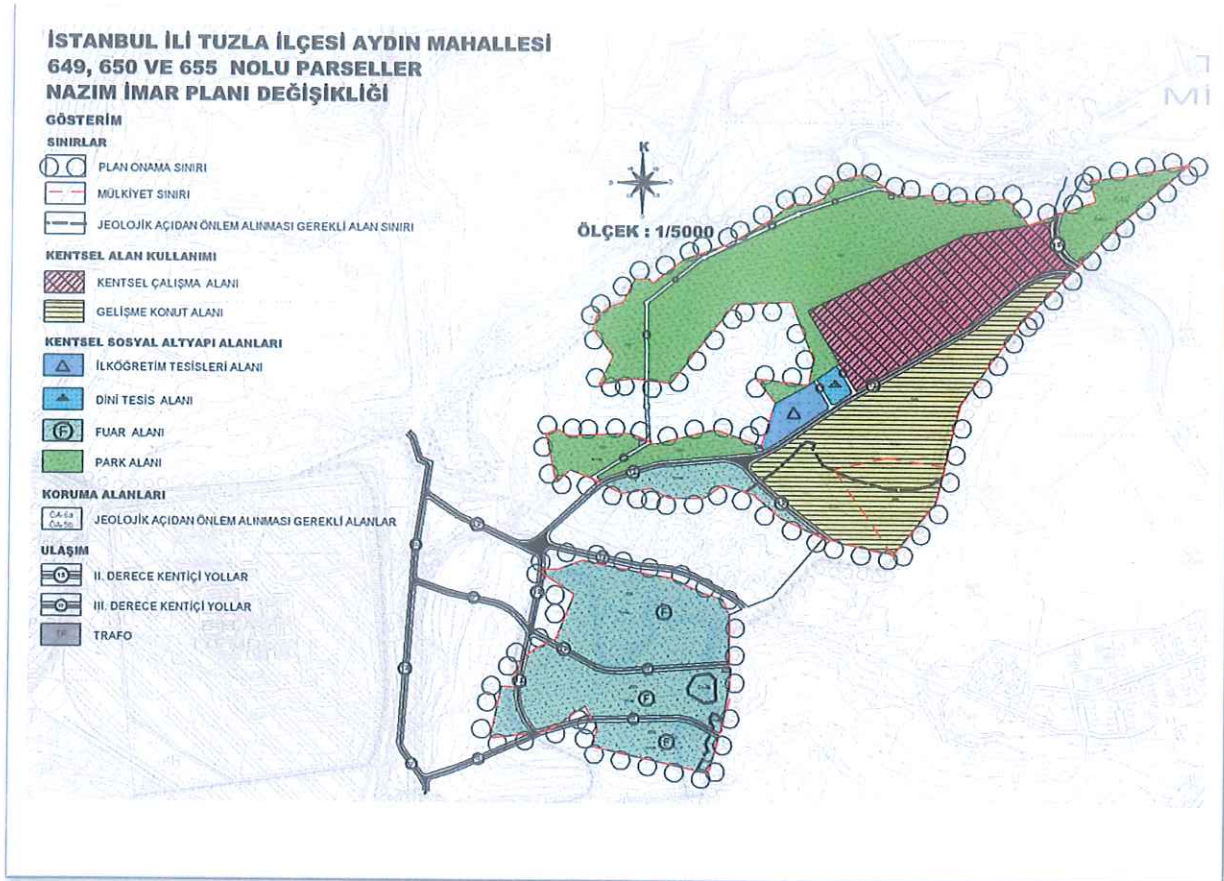 İSTANBUL İLİ TUZLA İLÇESİ AYDIN MAHALLESİ
649, 650 VE 655 NOLU PARSELLER
NAZIM İMAR PLANI DEĞİŞİKLİĞİ
GÖSTERİM
SINIRLAR
PLAN ONAMA SINIRI
MÜLKİYET SINIRI
JEOLOJİK AÇIDAN ÖNLEM ALINMASI GEREKLİ ALAN SINIRI
KENTSEL ALAN KULLANIMI
KENTSEL ÇALIŞMA ALANI
GELİŞME KONUT ALANI
KENTSEL SOSYAL ALTYAPI ALANLARI
İLKÖĞRETİM TESİSLERİ ALANI
DİNİ TESİS ALANI
F FUAR ALANI
PARK ALANI
KORUMA ALANLARI
JEOLOJİK AÇIDAN ÖNLEM ALINMASI GEREKLİ ALANLAR
ULAŞIM
II. DERECE KENTİÇİ YOLLAR
III. DERECE KENTİÇİ YOLLAR
TRAFO
K
ÖLÇEK : 1/5000
F
F
F